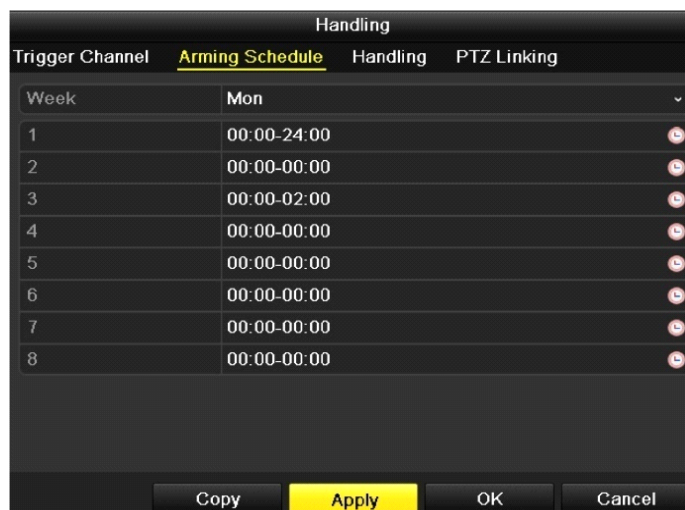 Handling
Trigger Channel Arming Schedule Handling PTZ Linking
Week Mon
1 00:00-24:00
2 00:00-00:00
3 00:00-02:00
4 00:00-00:00
5 00:00-00:00
6 00:00-00:00
7 00:00-00:00
8 00:00-00:00
Copy Apply OK Cancel